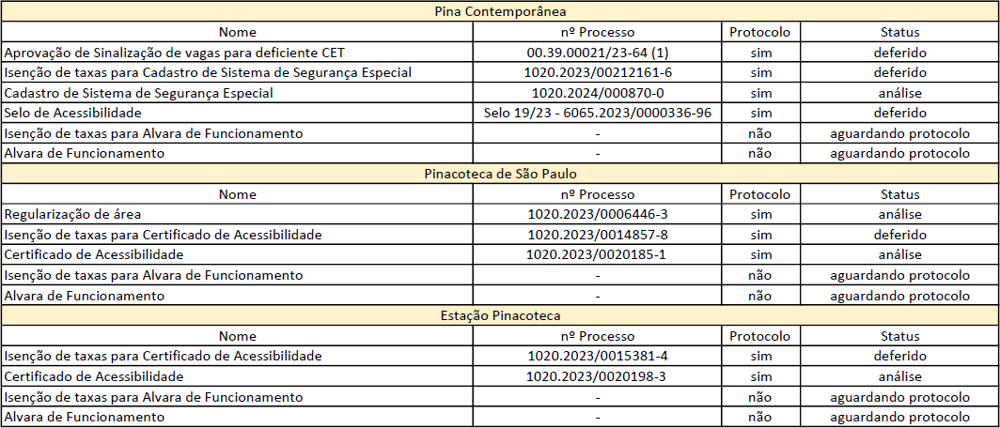 Pina Contemporânea
Nome nº Processo Protocolo Status
Aprovação de Sinalização de vagas para deficiente CET 00.39.00021/23-64 (1) sim deferido
Isenção de taxas para Cadastro de Sistema de Segurança Especial 1020.2023/00212161-6 sim deferido
Cadastro de Sistema de Segurança Especial 1020.2024/000870-0 sim análise
Selo de Acessibilidade Selo 19/23 - 6065.2023/0000336-96 sim deferido
Isenção de taxas para Alvara de Funcionamento - não aguardando protocolo
Alvara de Funcionamento - não aguardando protocolo
Pinacoteca de São Paulo
Nome nº Processo Protocolo Status
Regularização de área 1020.2023/0006446-3 sim análise
Isenção de taxas para Certificado de Acessibilidade 1020.2023/0014857-8 sim deferido
Certificado de Acessibilidade 1020.2023/0020185-1 sim análise
Isenção de taxas para Alvara de Funcionamento - não aguardando protocolo
Alvara de Funcionamento - não aguardando protocolo
Estação Pinacoteca
Nome nº Processo Protocolo Status
Isenção de taxas para Certificado de Acessibilidade 1020.2023/0015381-4 sim deferido
Certificado de Acessibilidade 1020.2023/0020198-3 sim análise
Isenção de taxas para Alvara de Funcionamento - não aguardando protocolo
Alvara de Funcionamento - não aguardando protocolo